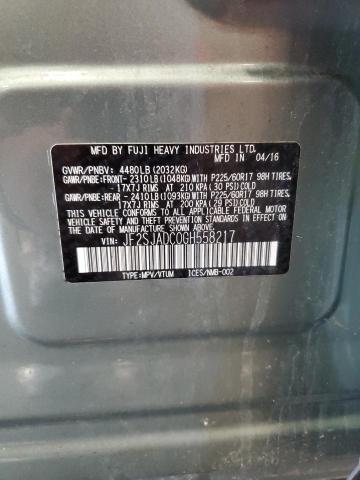 MFD BY FUJI HEAVY INDUSTRIES LTD.
MFD IN 04/16
GVWR/PNBV: 4480LB (2032KG)
GAWR/PNBE:FRONT- 2310LB (1048KG) WITH P225/60R17 98H TIRES,
-17X7J RIMS AT 210 KPA (30 PSI) COLD
GAWR/PNBE:REAR - 2410LB (1093KG) WITH P225/60R17 98H TIRES,
-17X7J RIMS AT 200 KPA (29 PSI) COLD
THIS VEHICLE CONFORMS TO ALL APPLICABLE U.S. FEDERAL MOTOR VEHICLE
SAFETY AND THEFT PREVENTION STANDARDS IN EFFECT ON THE
DATE OF MANUFACTURE SHOWN ABOVE.
VIN: JF2SJADC0GH558217
TYPE:MPV/VTUM ICES/NMB-002